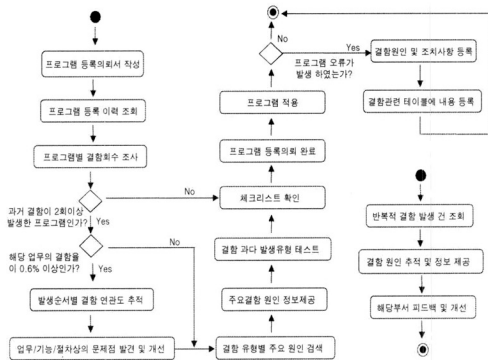 프로그램 등록의뢰서 작성
프로그램 등록 이력 조회
프로그램별 결함회수 조사
과거 결함이 2회이상
발생한 프로그램인가?
No
Yes
해당 업무의 결함율
이 0.6% 이상인가?
No
Yes
발생순서별 결함 연관도 추적
업무/기능/절차상의 문제점 발견 및 개선
No
Yes
프로그램 오류가
발생 하였는가?
프로그램 적용
프로그램 등록의뢰 완료
체크리스트 확인
결함 과다 발생유형 테스트
주요결함 원인 정보제공
결함 유형별 주요 원인 검색
결함원인 및 조치사항 등록
결함관련 테이블에 내용 등록
반복적 결함 발생 건 조회
결함 원인 추적 및 정보 제공
해당부서 피드백 및 개선